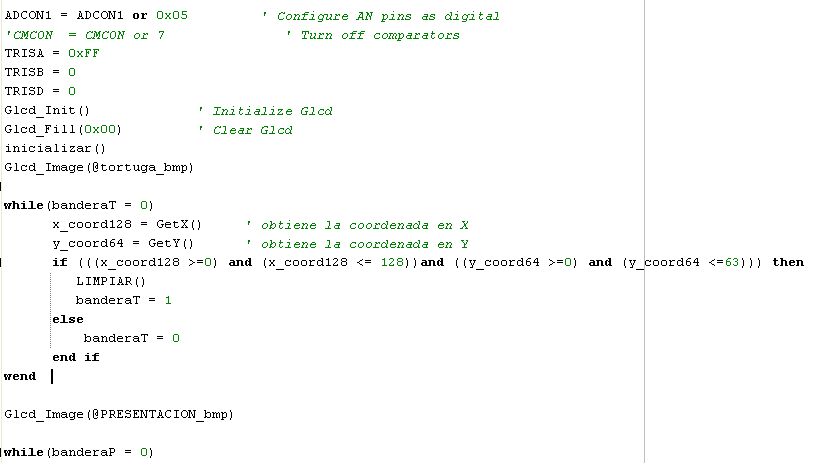 ADCON1 = ADCON1 or 0x05 ' Configure AN pins as digital
'CMCON = CMCON or 7 ' Turn off comparators
TRISA = 0xFF
TRISB = 0
TRISD = 0
Glcd_Init() ' Initialize Glcd
Glcd_Fill(0x00) ' Clear Glcd
inicializar()
Glcd_Image(@tortuga_bmp)
while(banderaT = 0)
x_coord128 = GetX() ' obtiene la coordenada en X
y_coord64 = GetY() ' obtiene la coordenada en Y
if (((x_coord128 >=0) and (x_coord128 <= 128))and ((y_coord64 >=0) and (y_coord64 <=63))) then
LIMPIAR()
banderaT = 1
else
banderaT = 0
end if
wend
Glcd_Image(@PRESENTACION_bmp)
while(banderaP = 0)